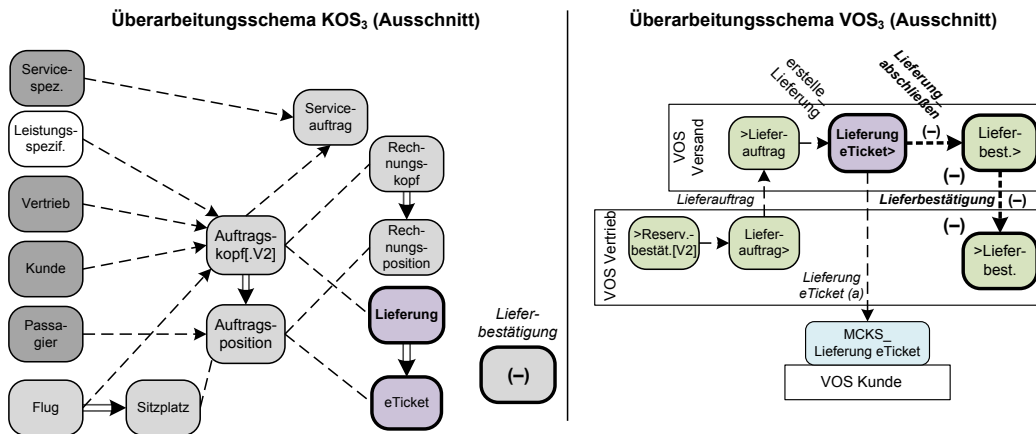 Überarbeitungsschema KOS₃ (Ausschnitt)
Service-
spez.
Leistungs-
spezif.
Vertrieb
Kunde
Passa-
gier
Flug
Sitzplatz
Service-
auftrag
Auftrags-
kopf[.V2]
Auftrags-
position
Rech-
nungs-
kopf
Rech-
nungs-
position
Lieferung
eTicket
Liefer-
bestätigung
(–)
Überarbeitungsschema VOS₃ (Ausschnitt)
VOS
Versand
>Liefer-
auftrag
erstelle_
Lieferung
Lieferung
eTicket>
Lieferung_
abschließen
(–)
Liefer-
best.>
Lieferauftrag
(–)
Lieferbestätigung
(–)
VOS Vertrieb
>Reserv.-
bestät.[V2]
Liefer-
auftrag>
(–)
>Liefer-
best.
Lieferung
eTicket (a)
MCKS_
Lieferung eTicket
VOS Kunde